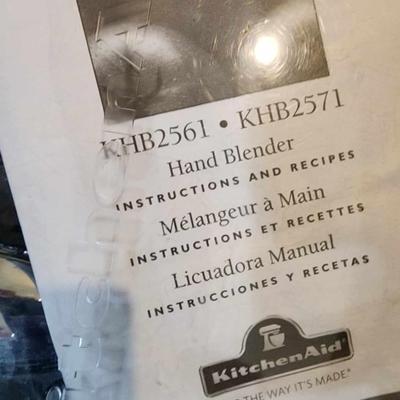 KHB2561 • KHB2571
Hand Blender
INSTRUCTIONS AND RECIPES
Mélangeur à Main
INSTRUCTIONS ET RECETTES
Licuadora Manual
INSTRUCCIONES Y RECETAS
KitchenAid®
THE WAY IT'S MADE®